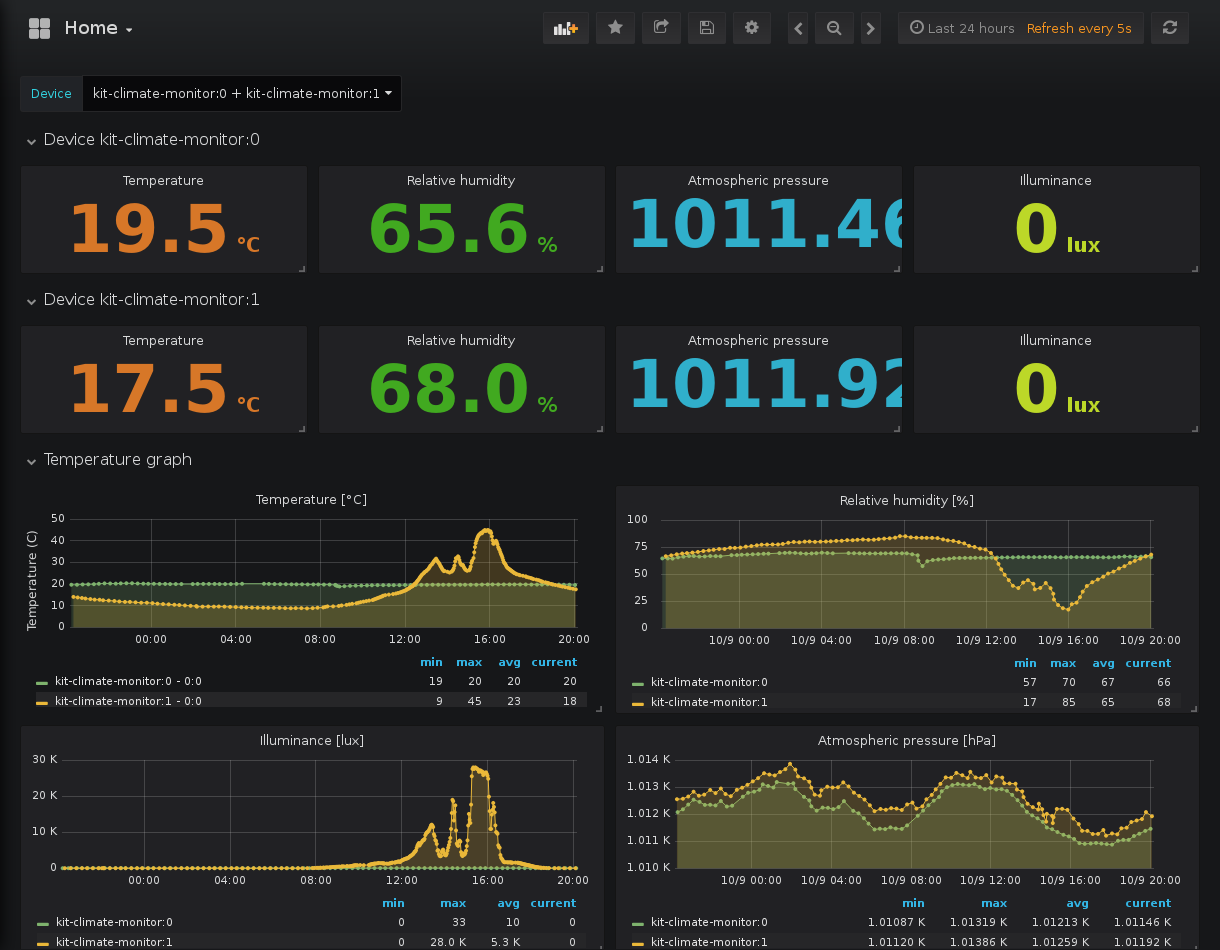 Home
Last 24 hours Refresh every 5s
Device kit-climate-monitor:0 + kit-climate-monitor:1
Device kit-climate-monitor:0
Temperature Relative humidity Atmospheric pressure Illuminance
19.5 °C 65.6 % 1011.46 0 lux
Device kit-climate-monitor:1
Temperature Relative humidity Atmospheric pressure Illuminance
17.5 °C 68.0 % 1011.92 0 lux
Temperature graph
Temperature [°C]
Temperature (C)
50
40
30
20
10
0
00:00 04:00 08:00 12:00 16:00 20:00
min max avg current
kit-climate-monitor:0 - 0:0 19 20 20 20
kit-climate-monitor:1 - 0:0 9 45 23 18
Relative humidity [%]
100
75
50
25
0
10/9 00:00 10/9 04:00 10/9 08:00 10/9 12:00 10/9 16:00 10/9 20:00
min max avg current
kit-climate-monitor:0 57 70 67 66
kit-climate-monitor:1 17 85 65 68
Illuminance [lux]
30 K
20 K
10 K
0
00:00 04:00 08:00 12:00 16:00 20:00
min max avg current
kit-climate-monitor:0 0 33 10 0
kit-climate-monitor:1 0 28.0 K 5.3 K 0
Atmospheric pressure [hPa]
1.014 K
1.013 K
1.012 K
1.011 K
1.010 K
10/9 00:00 10/9 04:00 10/9 08:00 10/9 12:00 10/9 16:00 10/9 20:00
min max avg current
kit-climate-monitor:0 1.01087 K 1.01319 K 1.01213 K 1.01146 K
kit-climate-monitor:1 1.01120 K 1.01386 K 1.01259 K 1.01192 K